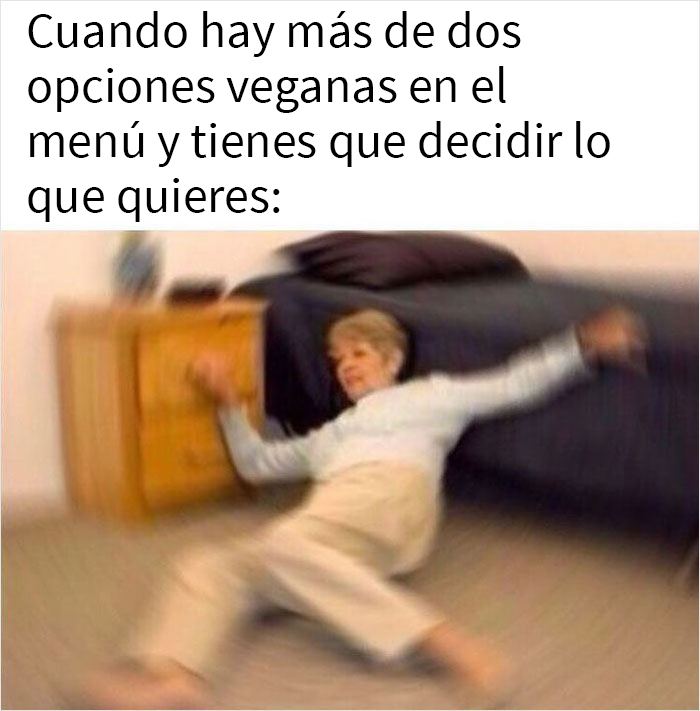 Cuando hay más de dos
opciones veganas en el
menú y tienes que decidir lo
que quieres: